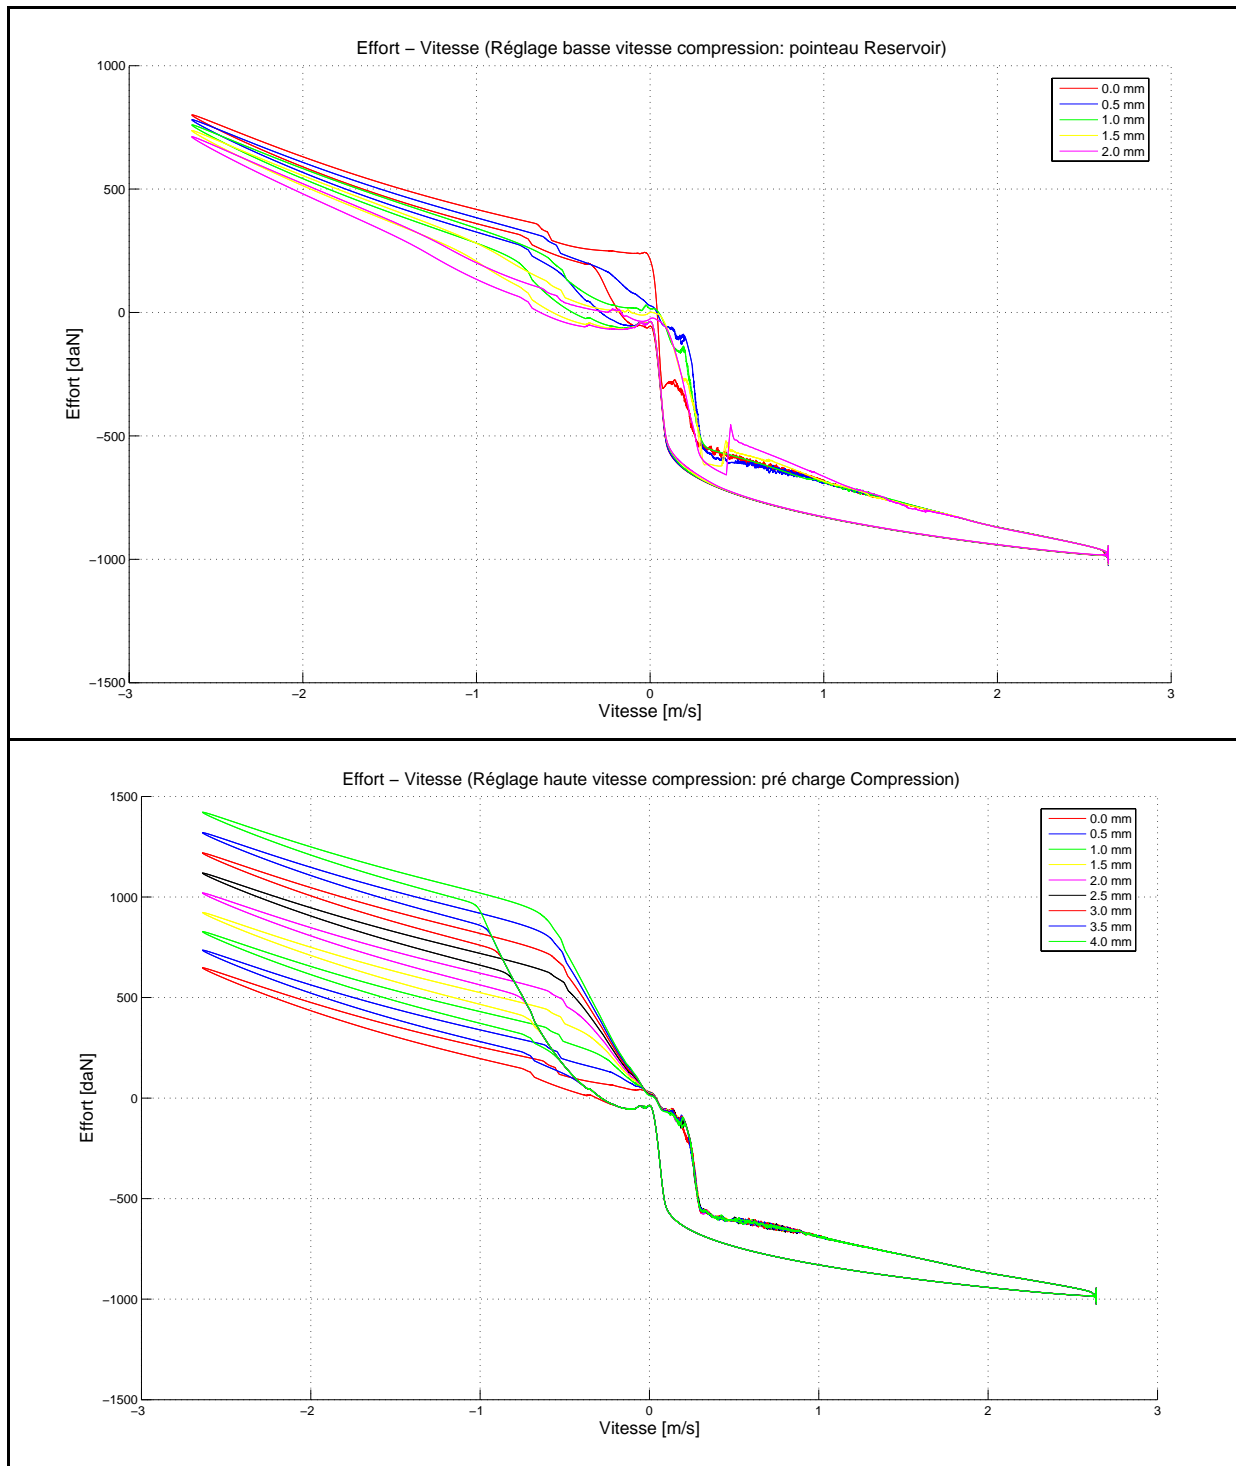 Effort – Vitesse (Réglage basse vitesse compression: pointeau Reservoir)
1000
500
0
−500
−1000
−1500
Effort [daN]
0.0 mm
0.5 mm
1.0 mm
1.5 mm
2.0 mm
−3 −2 −1 0 1 2 3
Vitesse [m/s]
Effort – Vitesse (Réglage haute vitesse compression: pré charge Compression)
1500
1000
500
0
−500
−1000
−1500
Effort [daN]
0.0 mm
0.5 mm
1.0 mm
1.5 mm
2.0 mm
2.5 mm
3.0 mm
3.5 mm
4.0 mm
−3 −2 −1 0 1 2 3
Vitesse [m/s]